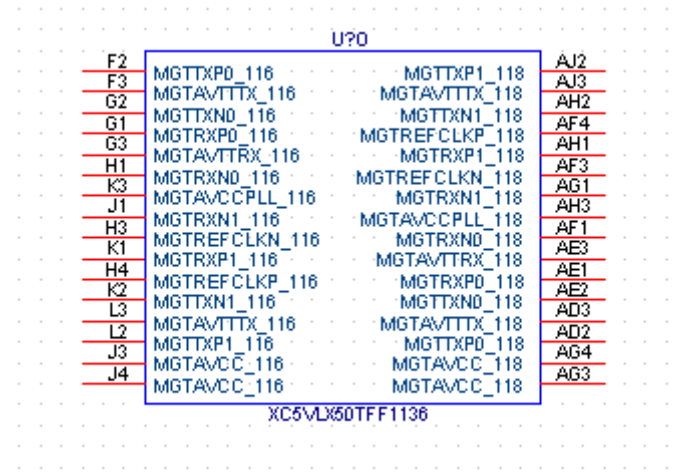 U?O
F2 MGTTXP0_116 MGTTXP1_118 AJ2
F3 MGTAVTTTX_116 MGTAVTTTX_118 AJ3
G2 MGTTXN0_116 MGTTXN1_118 AH2
G1 MGTRXP0_116 MGTREFCLKP_118 AF4
G3 MGTAVTTRX_116 MGTRXP1_118 AH1
H1 MGTRXN0_116 MGTREFCLKN_118 AF3
K3 MGTAVCCPLL_116 MGTRXN1_118 AG1
J1 MGTRXN1_116 MGTAVCCPLL_118 AH3
H3 MGTREFCLKN_116 MGTRXN0_118 AF1
K1 MGTRXP1_116 MGTAVTTRX_118 AE3
H4 MGTREFCLKP_116 MGTRXP0_118 AE1
K2 MGTTXN1_116 MGTTXN0_118 AE2
L3 MGTAVTTTX_116 MGTAVTTTX_118 AD3
L2 MGTTXP1_116 MGTTXP0_118 AD2
J3 MGTAVCC_116 MGTAVCC_118 AG4
J4 MGTAVCC_116 MGTAVCC_118 AG3
XC5VLX50TFF1136